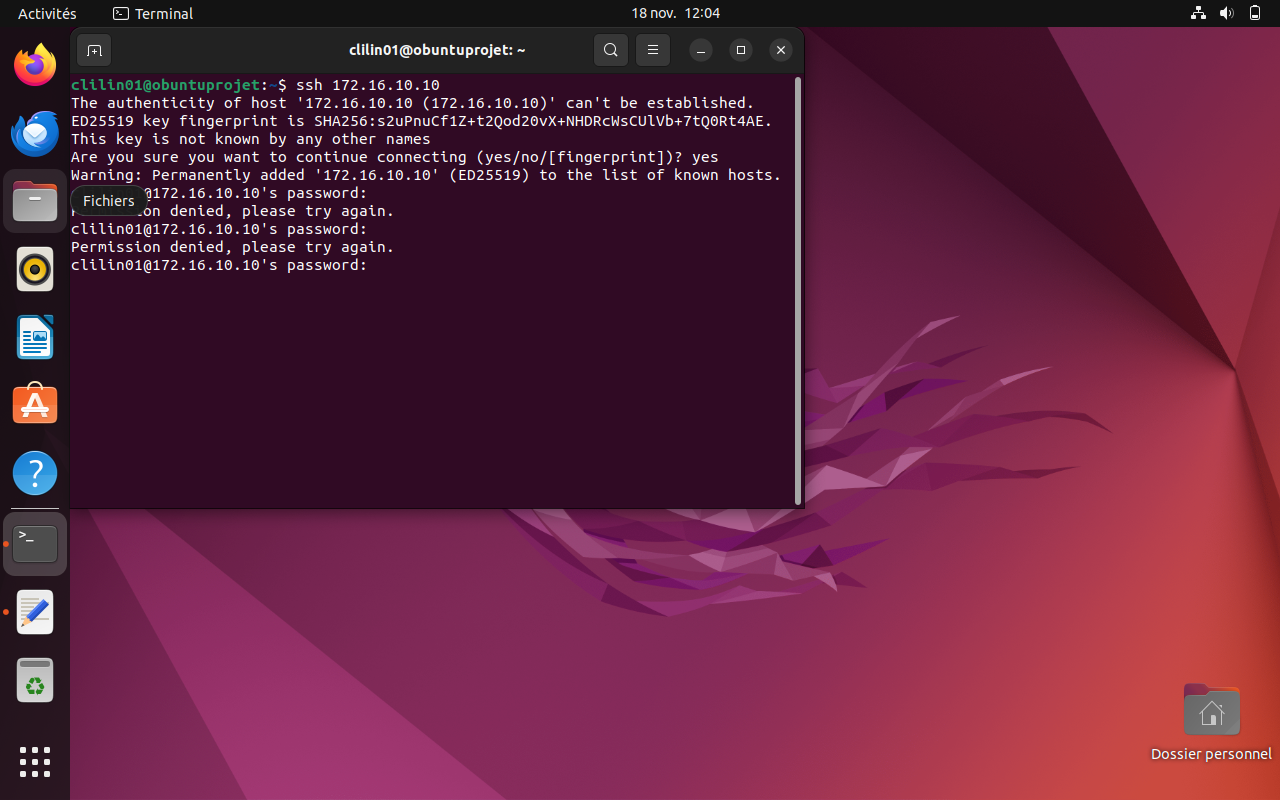 Activités
Terminal
18 nov. 12:04
clilin01@obuntuprojet: ~
clilin01@obuntuprojet:~$ ssh 172.16.10.10
The authenticity of host '172.16.10.10 (172.16.10.10)' can't be established.
ED25519 key fingerprint is SHA256:s2uPnuCf1Z+t2Qod20vX+NHDRcWsCUlVb+7tQ0Rt4AE.
This key is not known by any other names
Are you sure you want to continue connecting (yes/no/[fingerprint])? yes
Warning: Permanently added '172.16.10.10' (ED25519) to the list of known hosts.
@172.16.10.10's password:
Fichiers
on denied, please try again.
clilin01@172.16.10.10's password:
Permission denied, please try again.
clilin01@172.16.10.10's password:
Dossier personnel